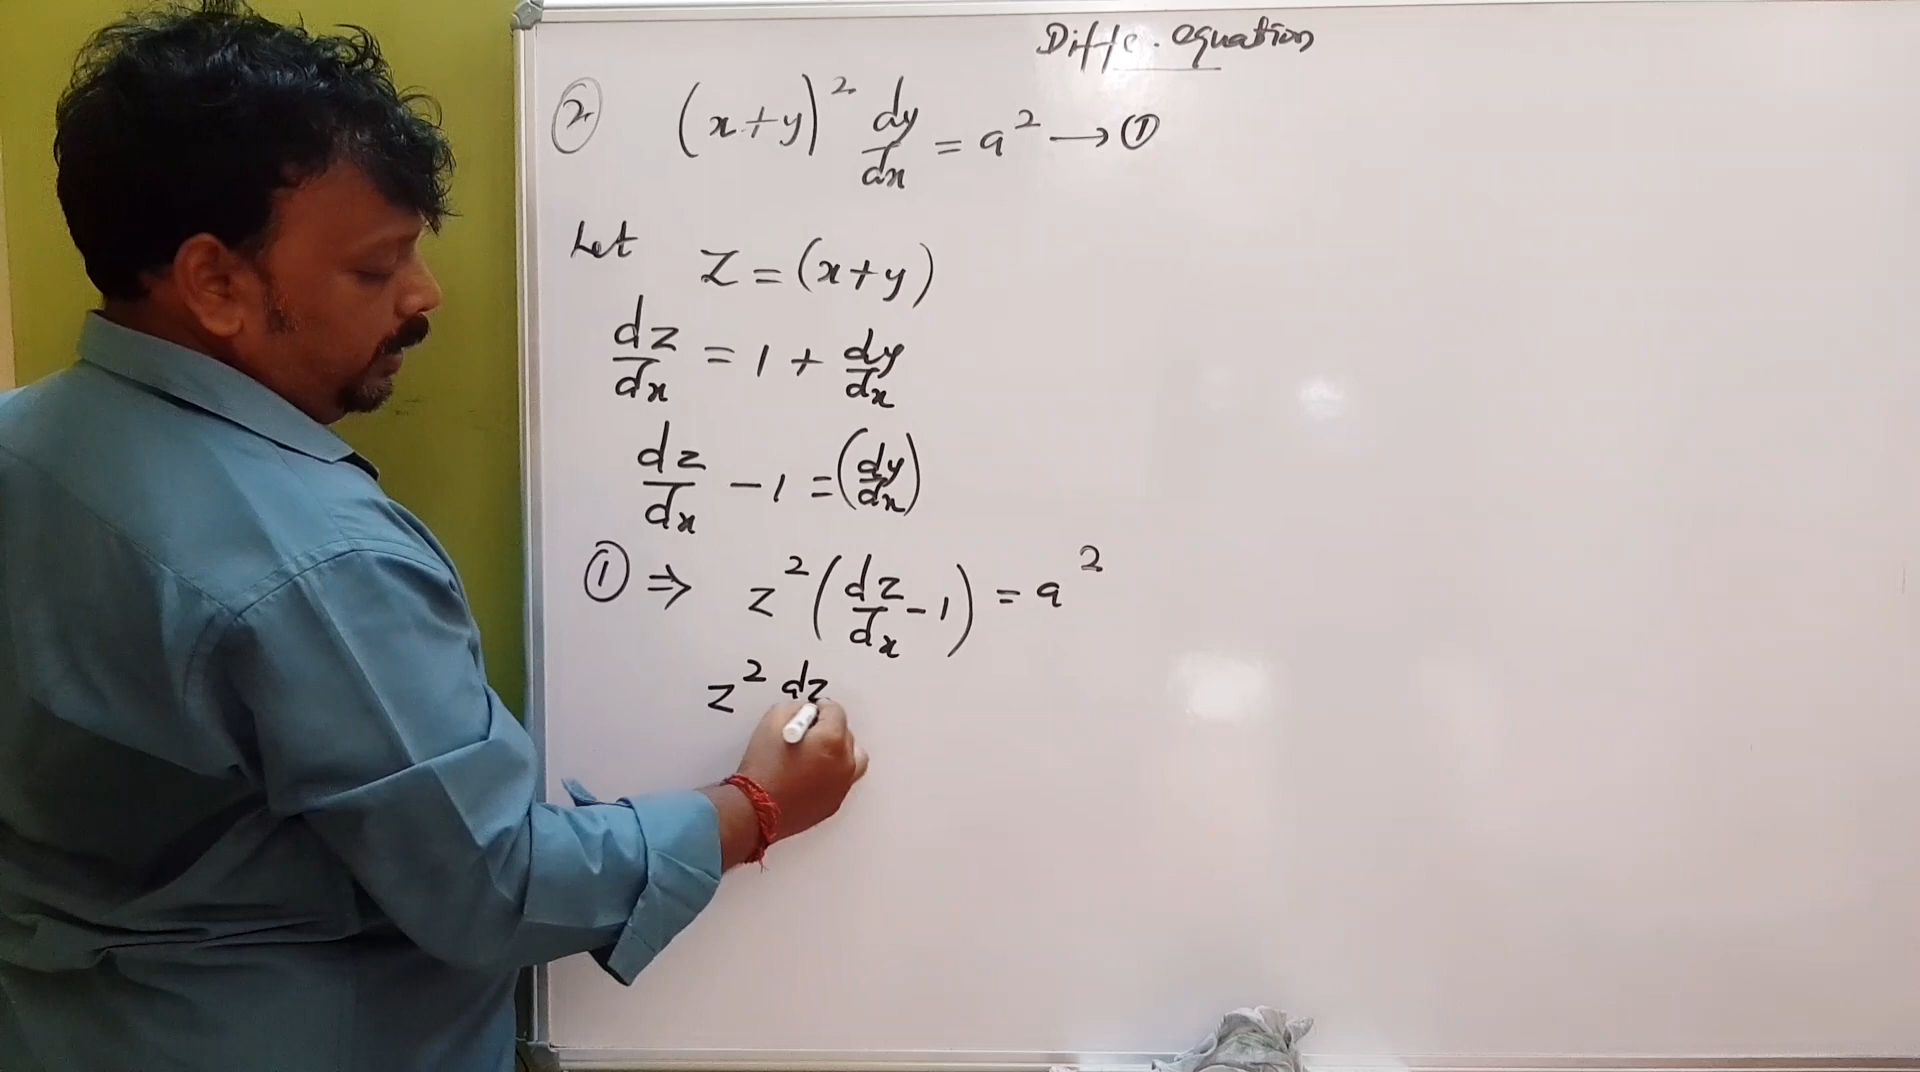 Diffe. equation
② (x+y)² dy/dx = a² → ①
Let z = (x+y)
dz/dx = 1 + dy/dx
dz/dx - 1 = (dy/dx)
① ⇒ z² (dz/dx - 1) = a²
z² dz